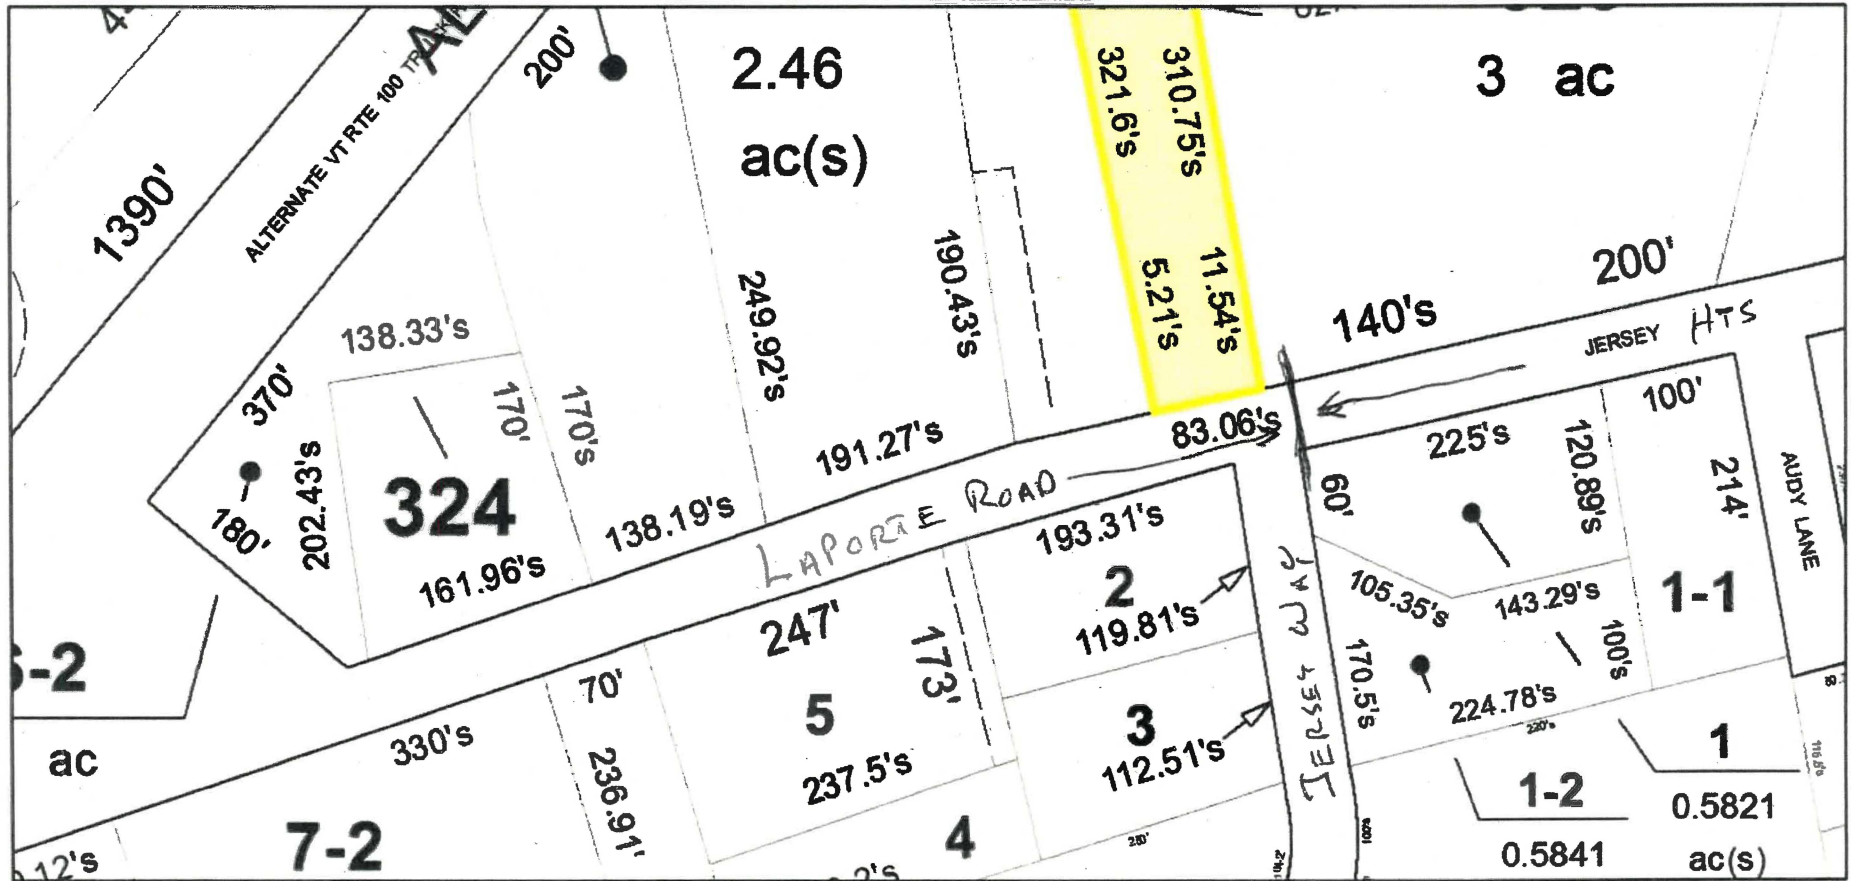 200'
2.46
ac(s)
321.6's
310.75's
3 ac
1390'
ALTERNATE VT RTE 100
5.21's
11.54's
200'
140's
JERSEY HTS
138.33's
249.92's
190.43's
370'
170'
170's
202.43's
324
180'
191.27's
83.06's
225's
100'
120.89's
214'
AUDY LANE
60'
138.19's
LAPORTE ROAD
161.96's
193.31's
2
119.81's
JERSEY WAY
105.35's
143.29's
1-1
247'
173'
5
70'
170.5's
100's
224.78's
220's
6-2
ac
330's
236.91'
237.5's
3
112.51's
1
1-2
0.5821
ac(s)
0.5841
7-2
4
250'